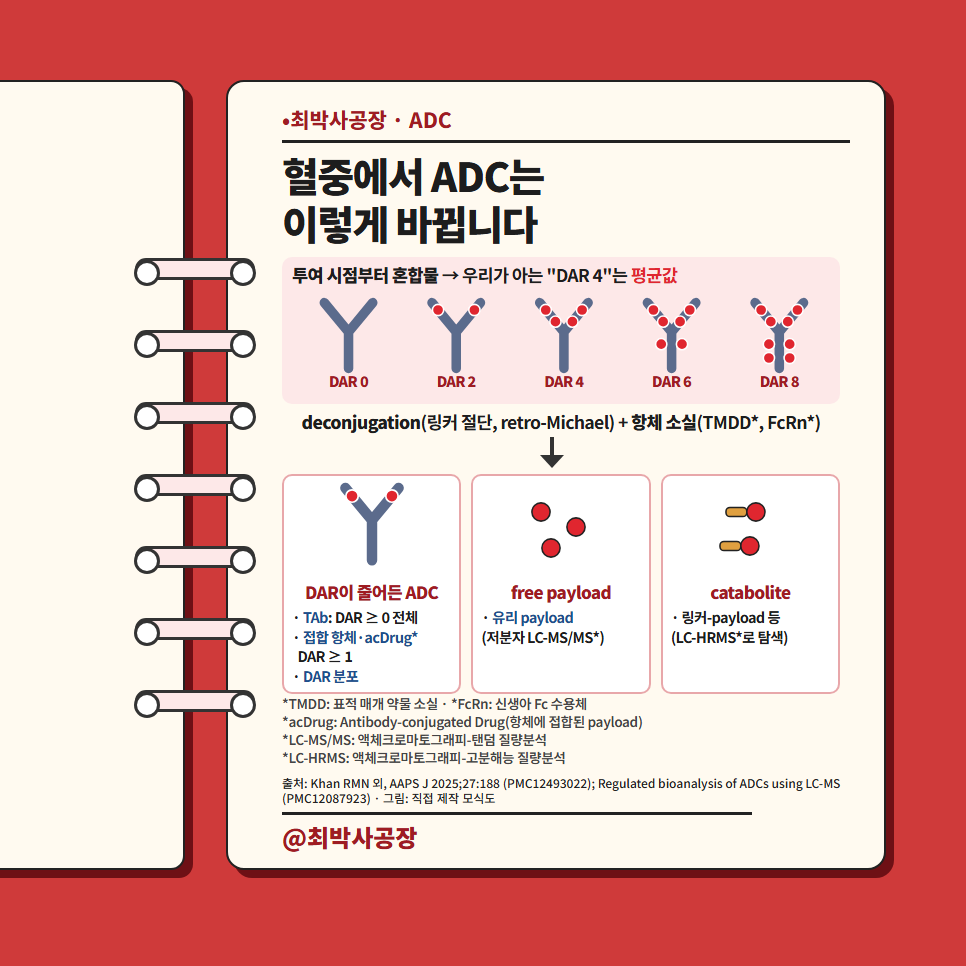 •최박사공장 · ADC
혈중에서 ADC는
이렇게 바뀝니다
투여 시점부터 혼합물 → 우리가 아는 "DAR 4"는 평균값
DAR 0
DAR 2
DAR 4
DAR 6
DAR 8
deconjugation(링커 절단, retro-Michael) + 항체 소실(TMDD*, FcRn*)
DAR이 줄어든 ADC
· TAb: DAR ≥ 0 전체
· 접합 항체·acDrug*
DAR ≥ 1
· DAR 분포
free payload
· 유리 payload
(저분자 LC-MS/MS*)
catabolite
· 링커-payload 등
(LC-HRMS*로 탐색)
*TMDD: 표적 매개 약물 소실 · *FcRn: 신생아 Fc 수용체
*acDrug: Antibody-conjugated Drug(항체에 접합된 payload)
*LC-MS/MS: 액체크로마토그래피-탠덤 질량분석
*LC-HRMS: 액체크로마토그래피-고분해능 질량분석
출처: Khan RMN 외, AAPS J 2025;27:188 (PMC12493022); Regulated bioanalysis of ADCs using LC-MS
(PMC12087923) · 그림: 직접 제작 모식도
@최박사공장